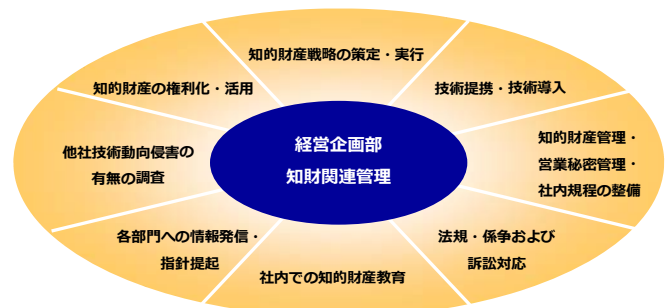 知的財産戦略の策定・実行
知的財産の権利化・活用
技術提携・技術導入
経営企画部
知財関連管理
他社技術動向侵害の
有無の調査
知的財産管理・
営業秘密管理・
社内規程の整備
各部門への情報発信・
指針提起
社内での知的財産教育
法規・係争および
訴訟対応